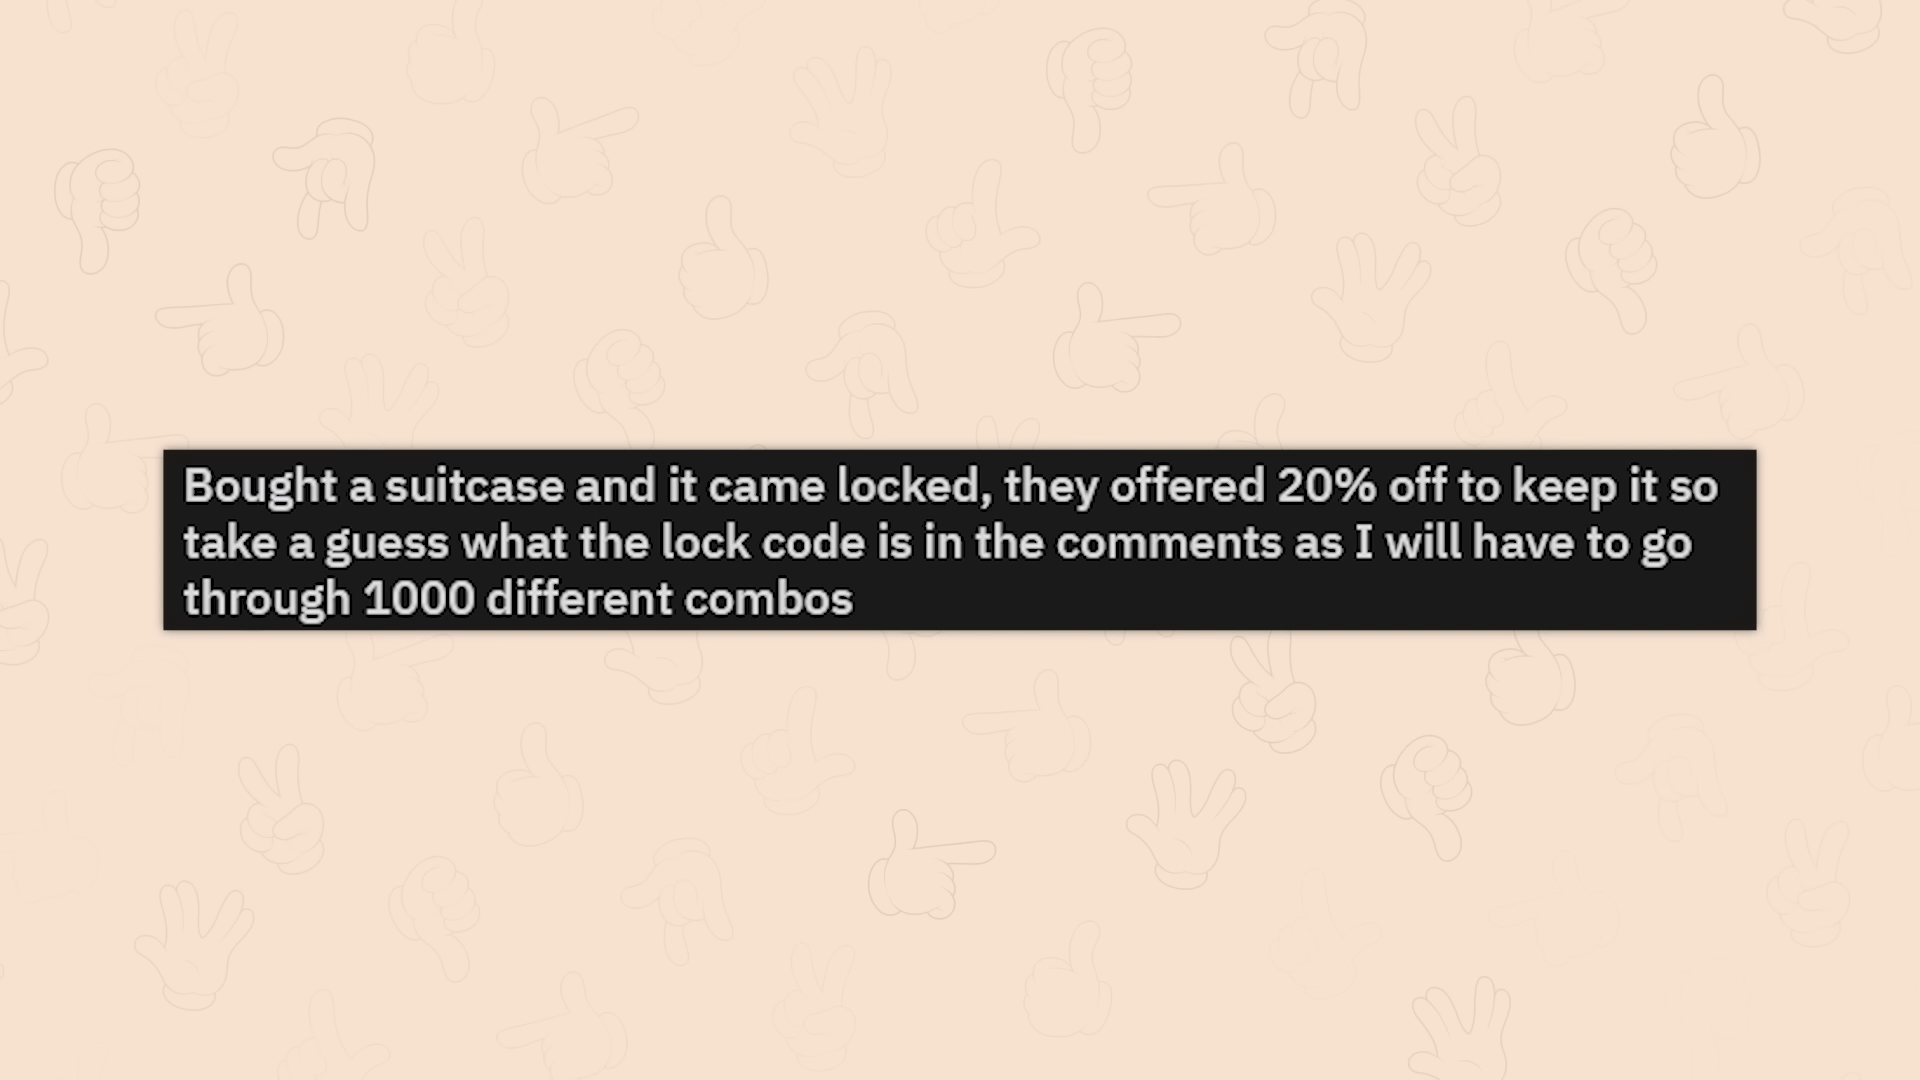 Bought a suitcase and it came locked, they offered 20% off to keep it so
take a guess what the lock code is in the comments as I will have to go
through 1000 different combos